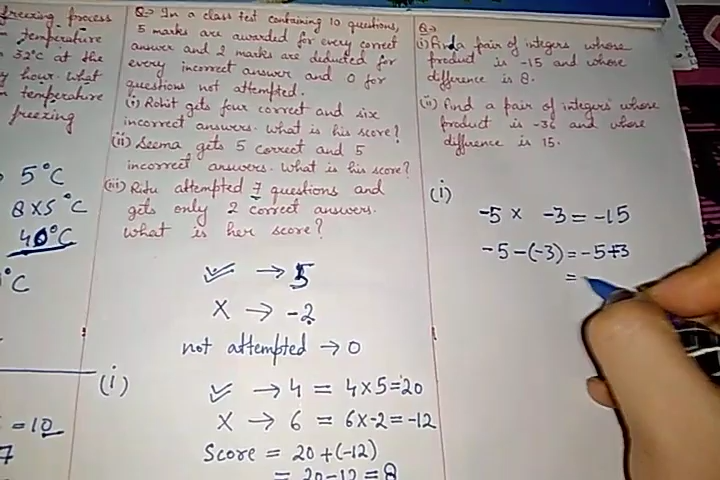 freezing process
temperature
32°C at the
y hour. What
temperature
freezing
5°C
8x5°C
40°C
°C
=10
7
Q-> In a class test containing 10 questions,
5 marks are awarded for every correct
answer and 2 marks are deducted for
every incorrect answer and 0 for
questions not attempted.
(i) Rohit gets four correct and six
incorrect answers. What is his score?
(ii) Seema gets 5 correct and 5
incorrect answers. What is his score?
(iii) Ritu attempted 7 questions and
gets only 2 correct answers.
What is her score?
✓ → 5
X → -2
not attempted → 0
(i) ✓ → 4 = 4x5=20
X → 6 = 6x-2=-12
Score = 20+(-12)
= 20-12=8
Q->
(i) Find a pair of integers whose
product is -15 and whose
difference is 8.
(ii) Find a pair of integers whose
product is -36 and whose
difference is 15.
(i)
-5 x -3 = -15
-5-(-3)=-5+3
=